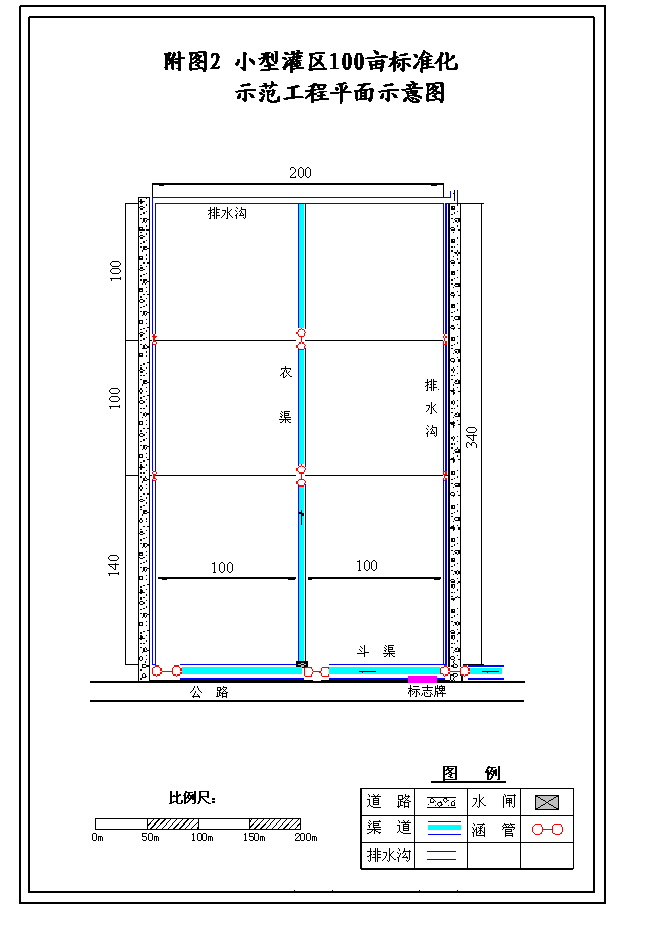 附图2 小型灌区100亩标准化
示范工程平面示意图
200
排水沟
100
农渠
排水沟
100
340
140
100
100
斗 渠
公 路
标志牌
比例尺：
0m 50m 100m 150m 200m
图 例
道 路 水 闸
渠 道 涵 管
排水沟